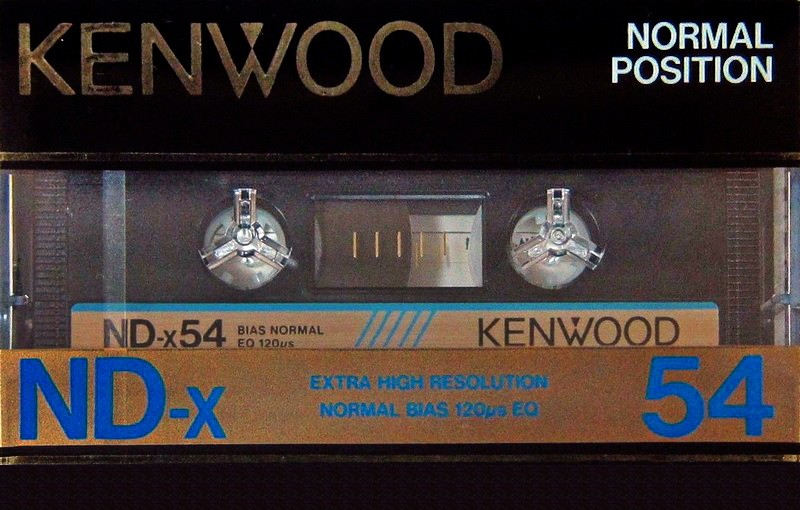 KENWOOD
NORMAL
POSITION
ND-x54
BIAS NORMAL
EQ 120µs
KENWOOD
ND-x
EXTRA HIGH RESOLUTION
NORMAL BIAS 120µs EQ
54